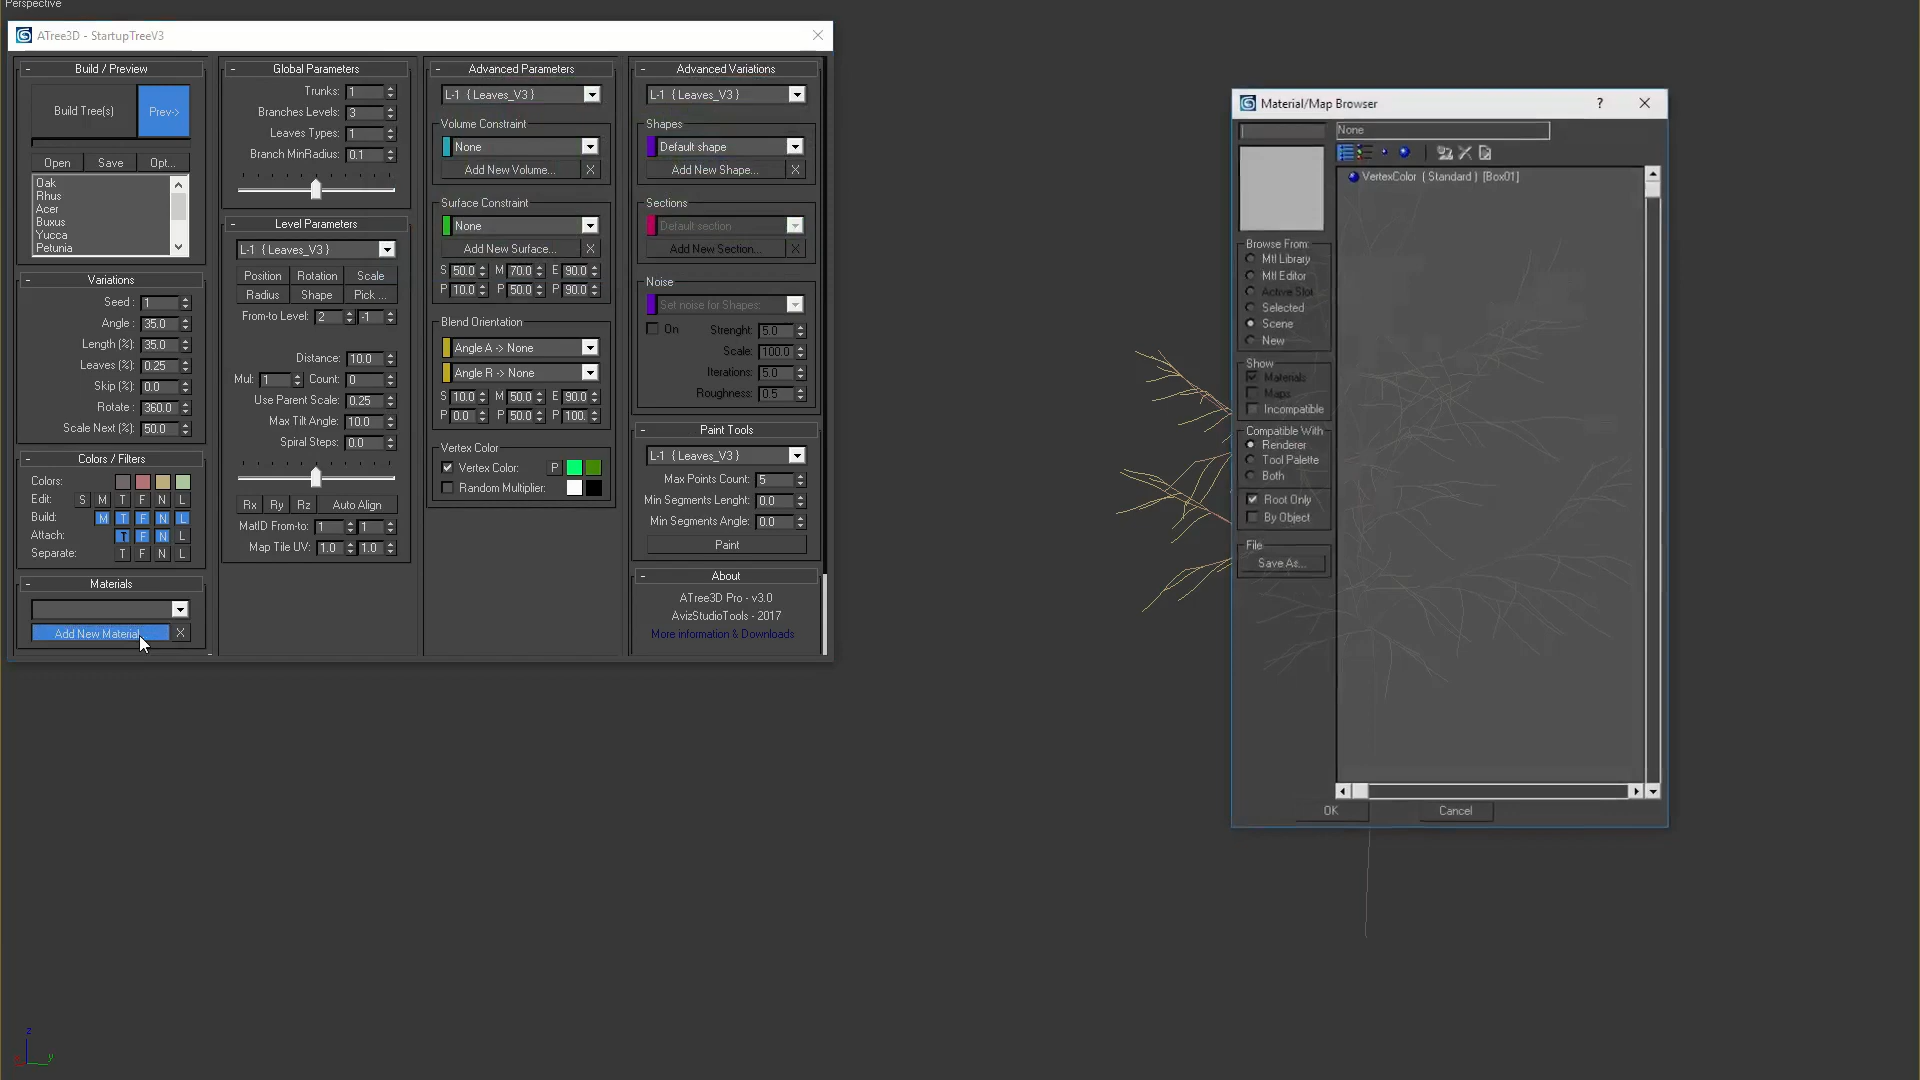 Perspective
ATree3D - StartupTreeV3
Build / Preview
Build Tree(s)
Prev->
Open Save Opt...
Oak
Rhus
Acer
Buxus
Yucca
Petunia
Variations
Seed : 1
Angle : 35.0
Length (%): 35.0
Leaves (%): 0.25
Skip (%): 0.0
Rotate : 360.0
Scale Next (%): 50.0
Colors / Filters
Colors:
Edit: S M T F N L
Build: M T F N L
Attach: T F N L
Separate: T F N L
Materials
Add New Material... X
Global Parameters
Trunks: 1
Branches Levels: 3
Leaves Types: 1
Branch MinRadius: 0.1
Level Parameters
L-1 { Leaves_V3 }
Position Rotation Scale
Radius Shape Pick ...
From-to Level: 2 -1
Distance: 10.0
Mul: 1 Count: 0
Use Parent Scale: 0.25
Max Tilt Angle: 10.0
Spiral Steps: 0.0
Rx Ry Rz Auto Align
MatID From-to: 1 1
Map Tile UV: 1.0 1.0
Advanced Parameters
L-1 { Leaves_V3 }
Volume Constraint
None
Add New Volume... X
Surface Constraint
None
Add New Surface... X
S 50.0 M 70.0 E 90.0
P 10.0 P 50.0 P 90.0
Blend Orientation
Angle A -> None
Angle R -> None
S 10.0 M 50.0 E 90.0
P 0.0 P 50.0 P 100.
Vertex Color
Vertex Color: P
Random Multiplier:
Advanced Variations
L-1 { Leaves_V3 }
Shapes
Default shape
Add New Shape... X
Sections
Default section
Add New Section... X
Noise
Set noise for Shapes:
On Strenght: 5.0
Scale: 100.0
Iterations: 5.0
Roughness: 0.5
Paint Tools
L-1 { Leaves_V3 }
Max Points Count: 5
Min Segments Lenght: 0.0
Min Segments Angle: 0.0
Paint
About
ATree3D Pro - v3.0
AvizStudioTools - 2017
More information & Downloads
Material/Map Browser
?
None
VertexColor ( Standard ) [Box01]
Browse From:
Mtl Library
Mtl Editor
Active Slot
Selected
Scene
New
Show
Materials
Maps
Incompatible
Compatible With
Renderer
Tool Palette
Both
Root Only
By Object
File
Save As...
OK Cancel
z
x
y